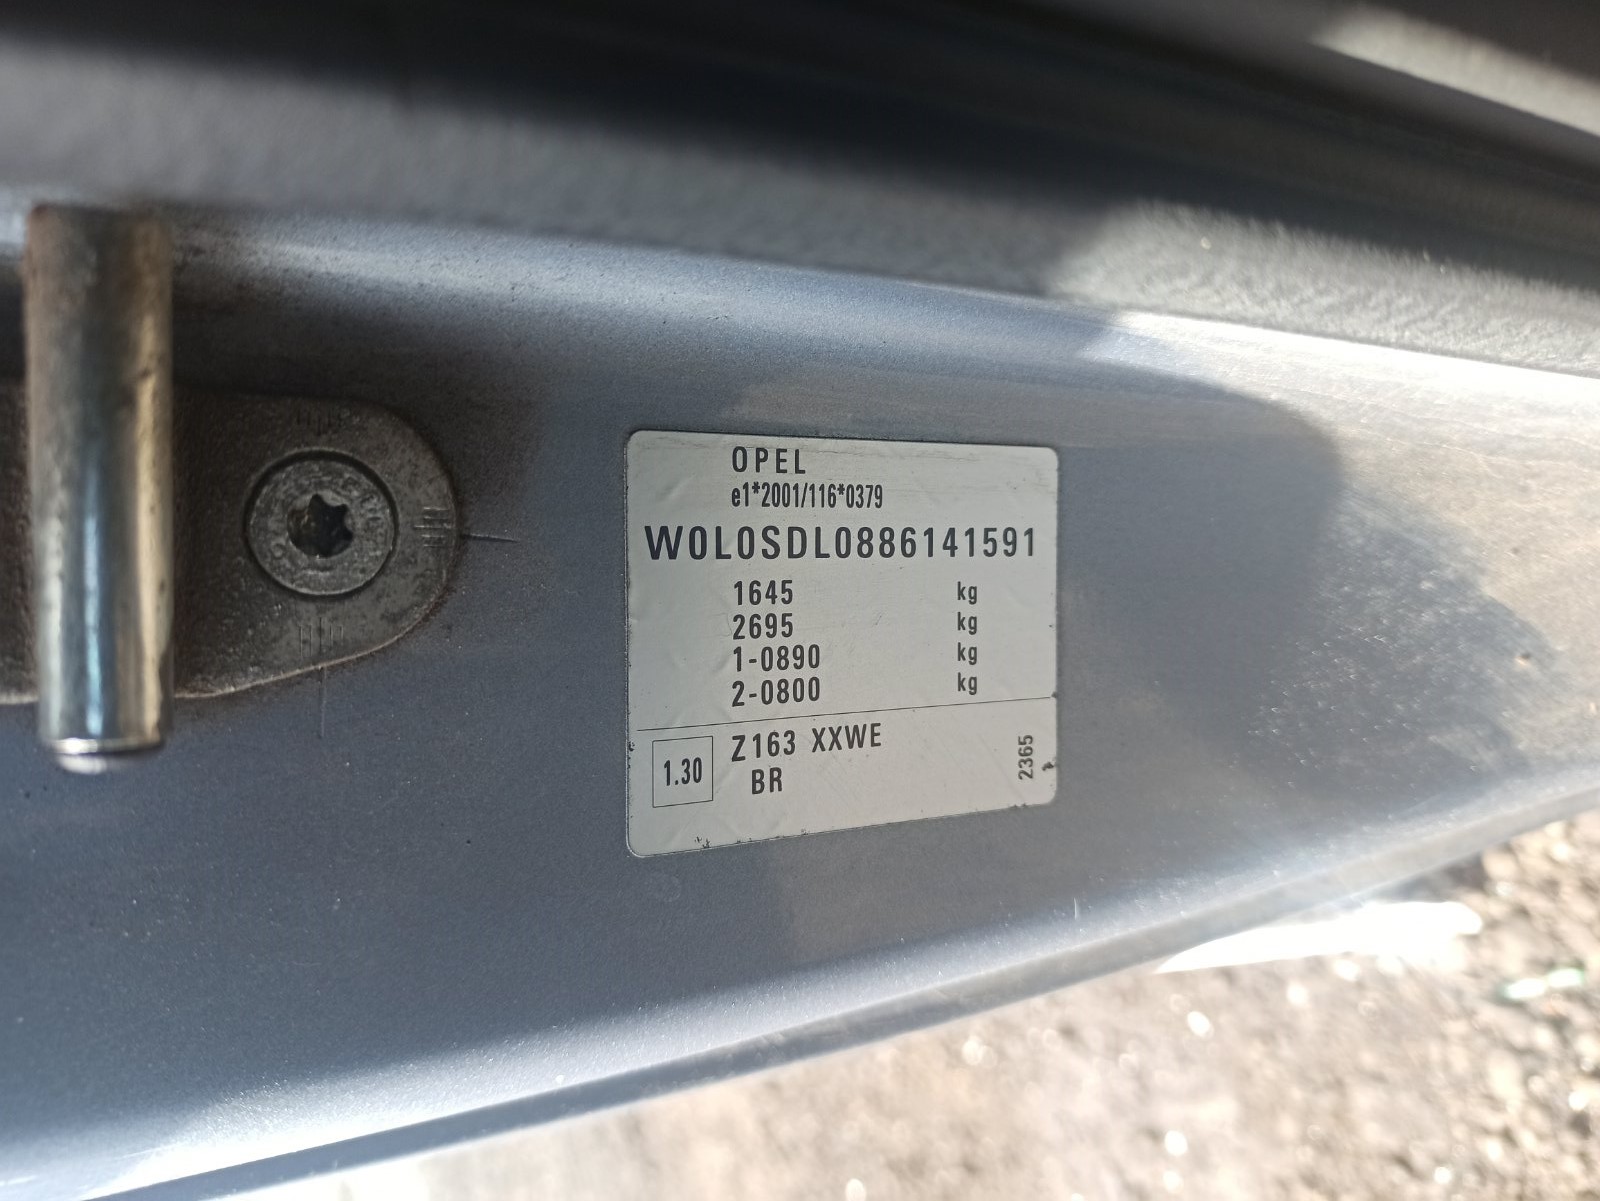 OPEL
e1*2001/116*0379
W0L0SDL0886141591
1645 kg
2695 kg
1-0890 kg
2-0800 kg
1.30 Z163 XXWE
BR
2365